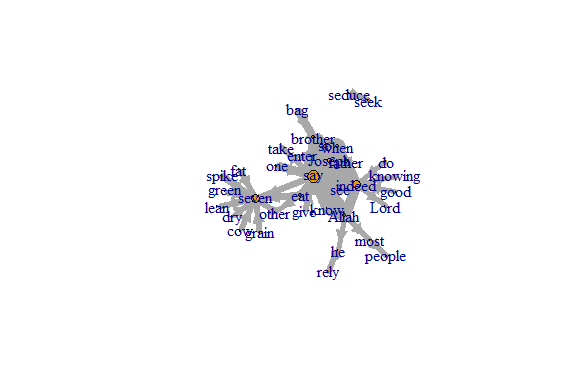 seduce
seek
bag
brother
so
when
take
enter
Joseph
father
one
do
say
knowing
spike
fat
green
seven
see
indeed
good
eat
lean
dry
other
give
know
Allah
Lord
cow
grain
he
most
people
rely